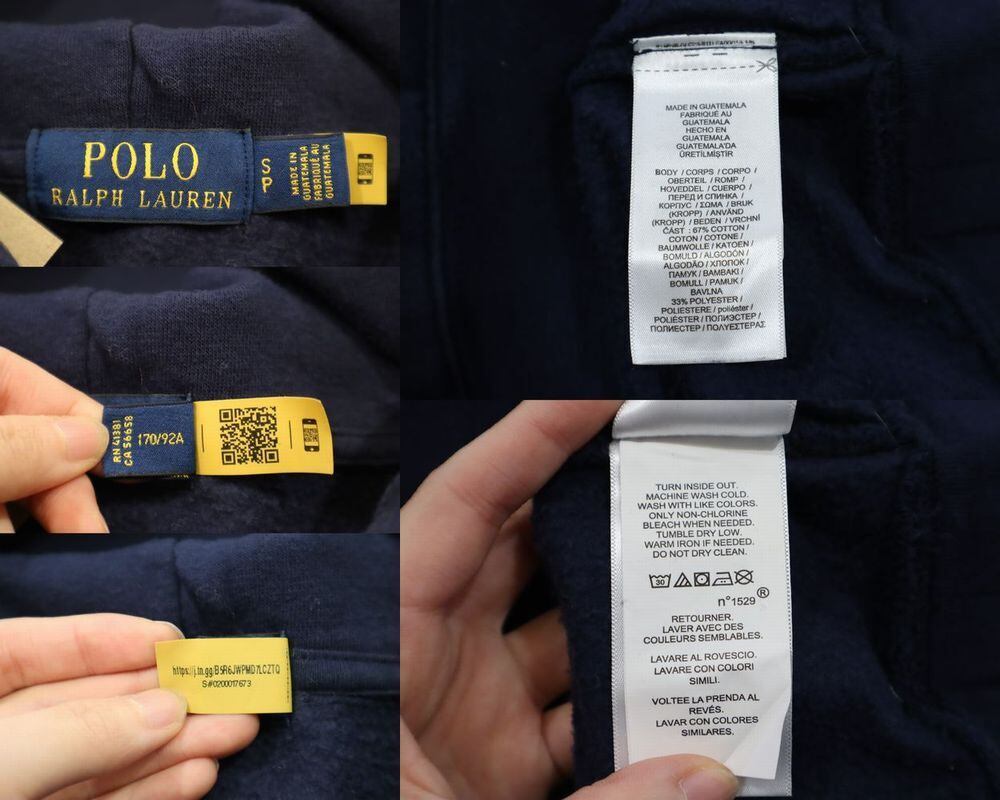 POLO
RALPH LAUREN
S
P
MADE IN
GUATEMALA
FABRIQUÉ AU
GUATEMALA
RN 41381
CA 56658
170/92A
https://j.tn.gg/B5R6JWPMD7LCZTQ
S#0200017673
MADE IN GUATEMALA
FABRIQUÉ AU
GUATEMALA
HECHO EN
GUATEMALA
GUATEMALA'DA
ÜRETİLMİŞTİR
BODY / CORPS / CORPO /
OBERTEIL / ROMP /
HOVEDDEL / CUERPO /
ПЕРЕД И СПИНКА /
КОРПУС / ΣΩΜΑ / BRUK
(KROPP) / ANVÄND
(KROPP) / BEDEN / VRCHNÍ
ČÁST : 67% COTTON /
COTON / COTONE /
BAUMWOLLE / KATOEN /
BOMULD / ALGODÓN /
ALGODÃO / ХЛОПОК /
ПАМУК / ΒΑΜΒΑΚΙ /
BOMULL / PAMUK /
BAVLNA
33% POLYESTER /
POLIESTERE / poliéster /
POLIÉSTER / ПОЛИЭСТЕР /
ПОЛИЕСТЕР / ΠΟΛΥΕΣΤΕΡΑΣ
TURN INSIDE OUT.
MACHINE WASH COLD.
WASH WITH LIKE COLORS.
ONLY NON-CHLORINE
BLEACH WHEN NEEDED.
TUMBLE DRY LOW.
WARM IRON IF NEEDED.
DO NOT DRY CLEAN.
30
n°1529®
RETOURNER.
LAVER AVEC DES
COULEURS SEMBLABLES.
LAVARE AL ROVESCIO.
LAVARE CON COLORI
SIMILI.
VOLTEE LA PRENDA AL
REVÉS.
LAVAR CON COLORES
SIMILARES.